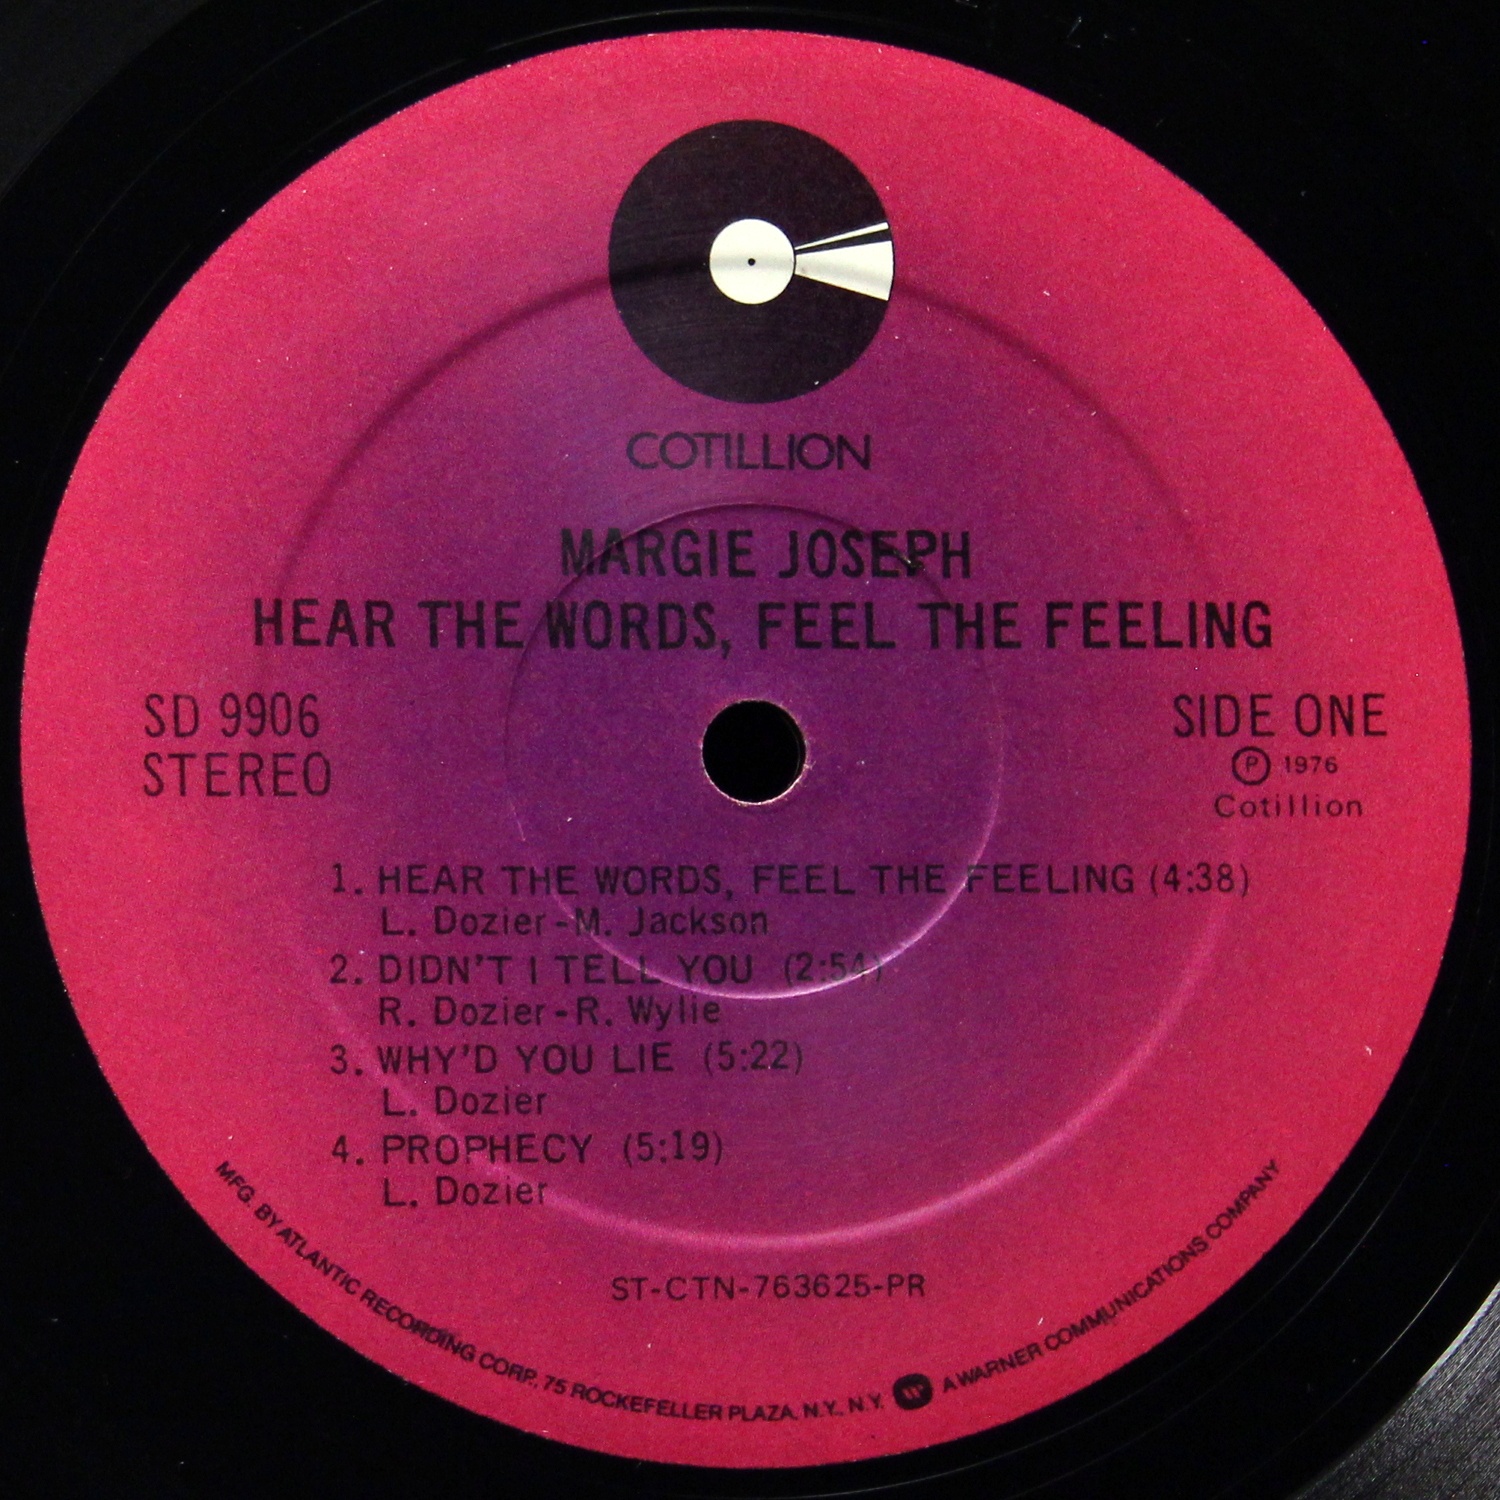 COTILLION
MARGIE JOSEPH
HEAR THE WORDS, FEEL THE FEELING
SD 9906
STEREO
SIDE ONE
Ⓟ 1976
Cotillion
1. HEAR THE WORDS, FEEL THE FEELING (4:38)
L. Dozier-M. Jackson
2. DIDN'T I TELL YOU (2:54)
R. Dozier-R. Wylie
3. WHY'D YOU LIE (5:22)
L. Dozier
4. PROPHECY (5:19)
L. Dozier
ST-CTN-763625-PR
MFG. BY ATLANTIC RECORDING CORP., 75 ROCKEFELLER PLAZA, N.Y., N.Y. W A WARNER COMMUNICATIONS COMPANY